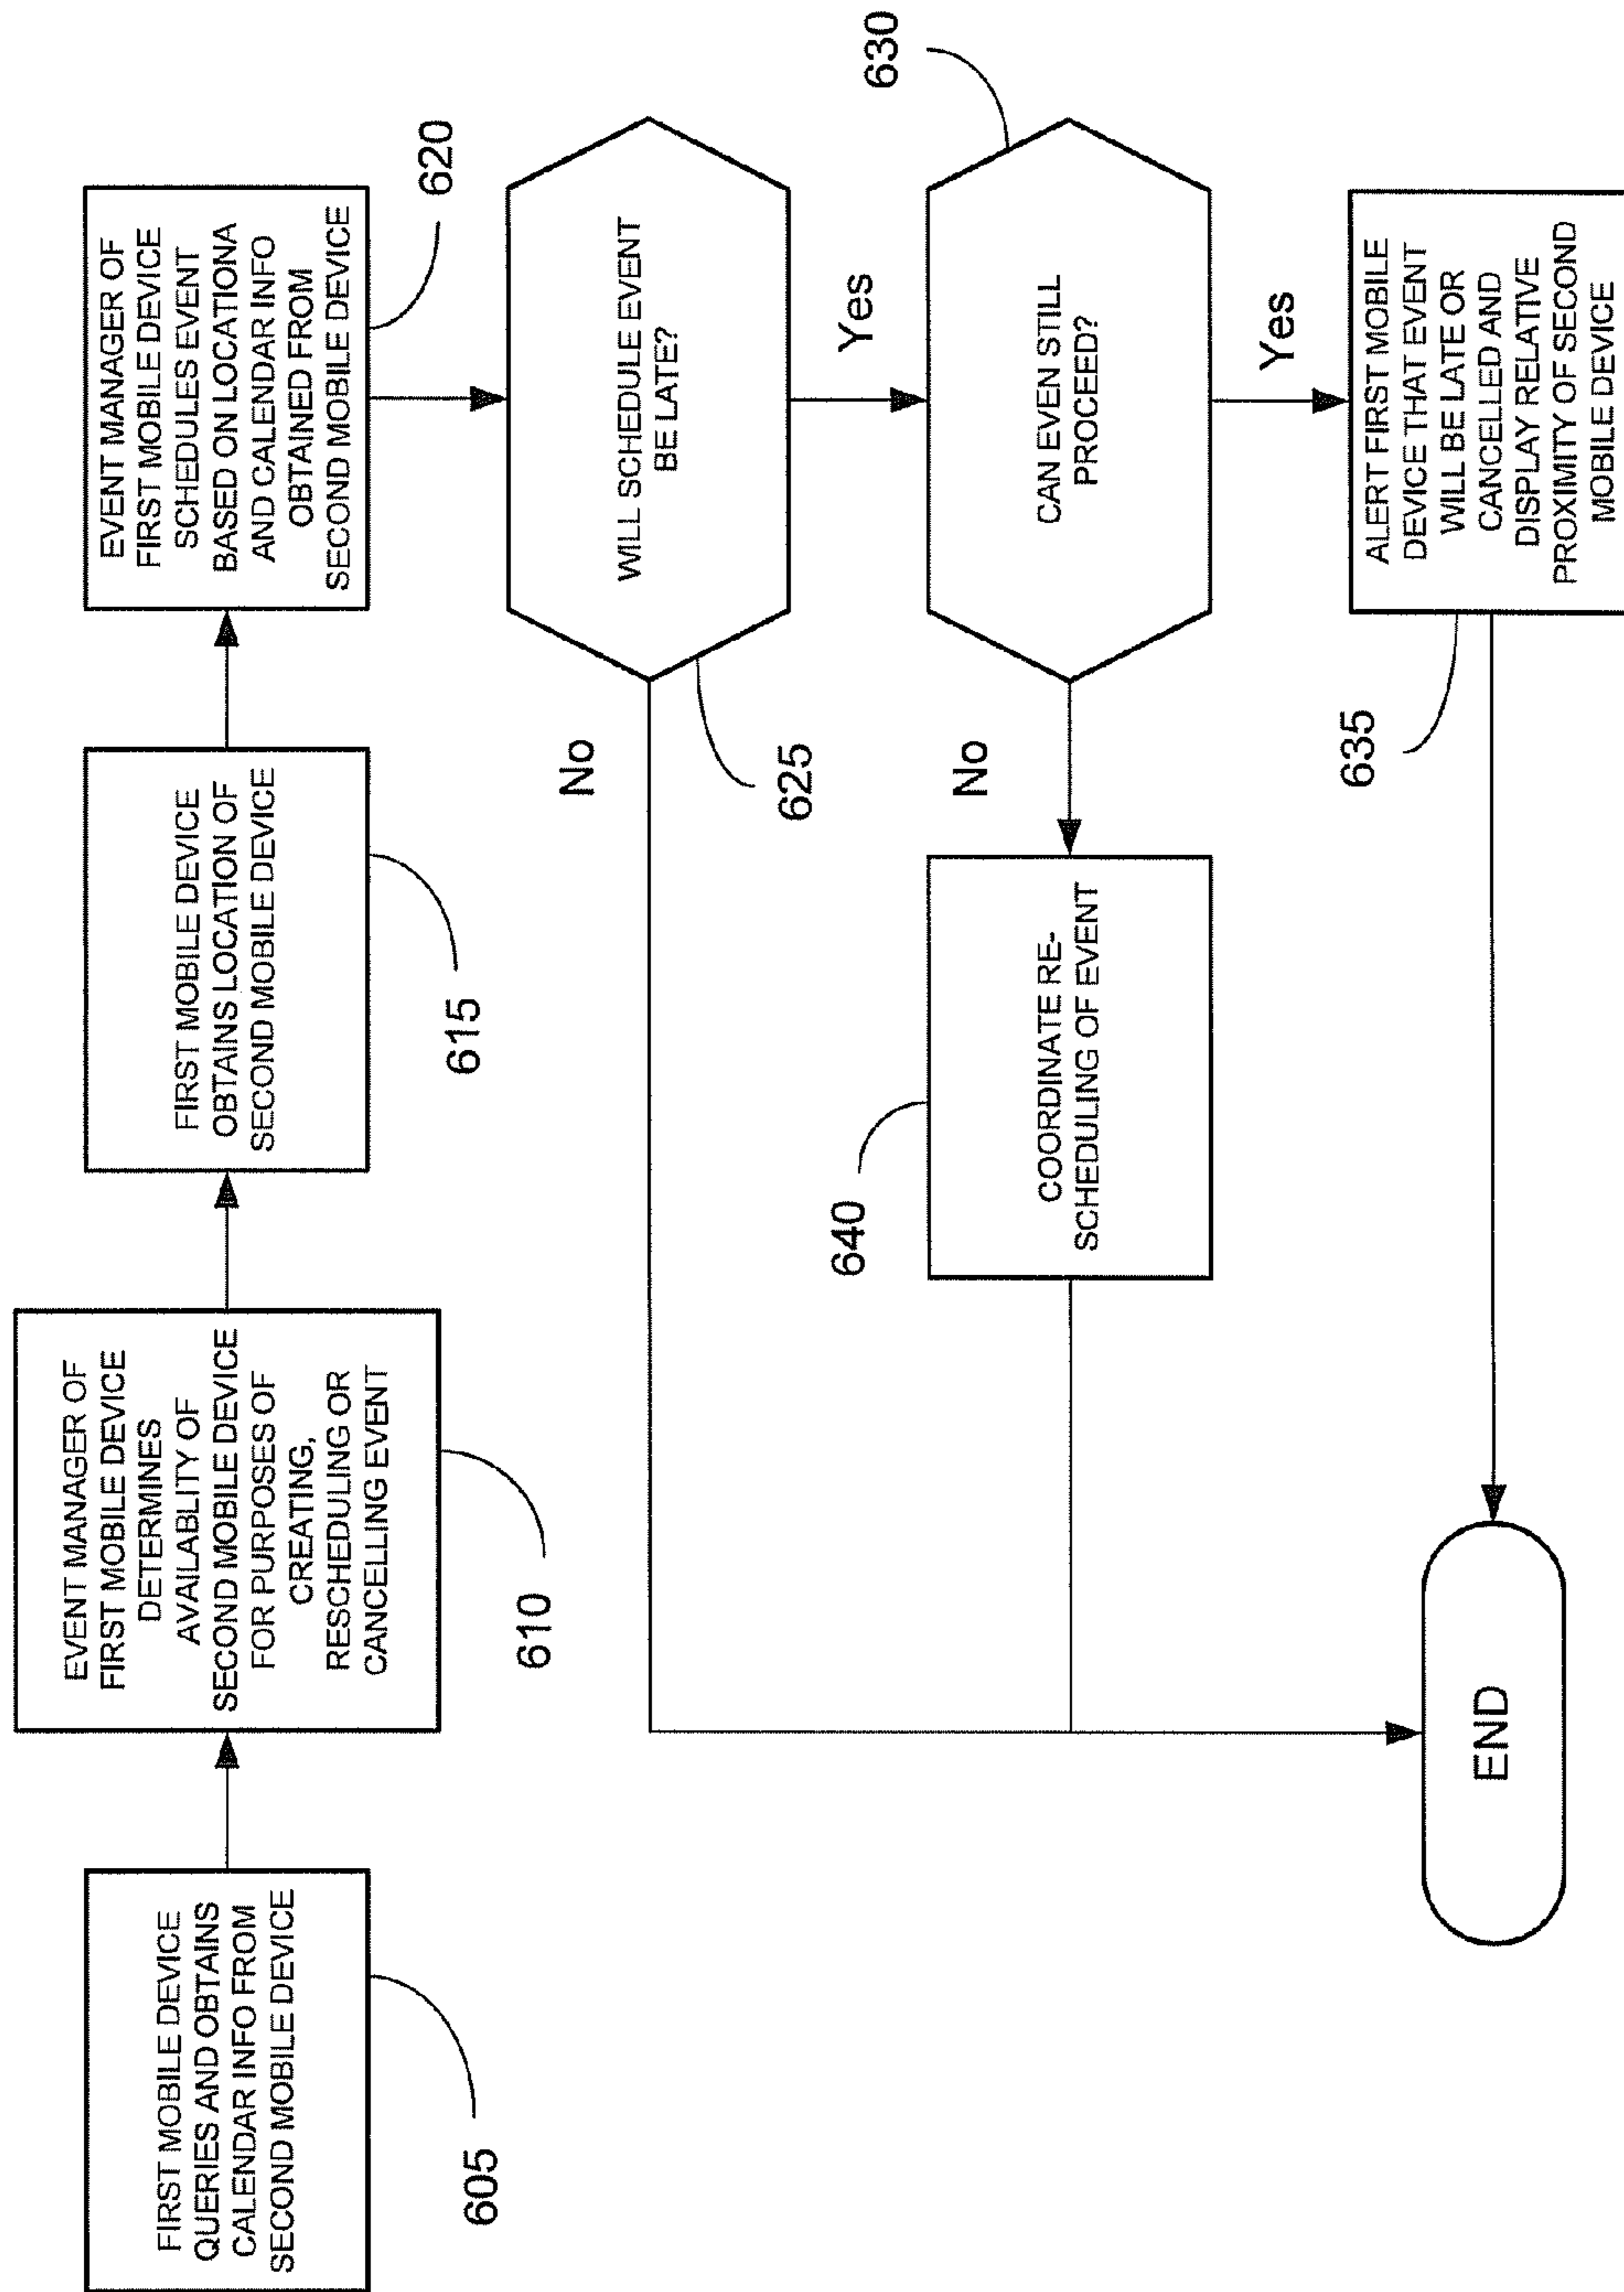 FIRST MOBILE DEVICE
QUERIES AND OBTAINS
CALENDAR INFO FROM
SECOND MOBILE DEVICE
605
EVENT MANAGER OF
FIRST MOBILE DEVICE
DETERMINES
AVAILABLITY OF
SECOND MOBILE DEVICE
FOR PURPOSES OF
CREATING,
RESCHEDULING OR
CANCELLING EVENT
610
FIRST MOBILE DEVICE
OBTAINS LOCATION OF
SECOND MOBILE DEVICE
615
EVENT MANAGER OF
FIRST MOBILE DEVICE
SCHEDULES EVENT
BASED ON LOCATIONA
AND CALENDAR INFO
OBTAINED FROM
SECOND MOBILE DEVICE
620
WILL SCHEDULE EVENT
BE LATE?
625
No
Yes
CAN EVEN STILL
PROCEED?
630
No
Yes
COORDINATE RE-
SCHEDULING OF EVENT
640
ALERT FIRST MOBILE
DEVICE THAT EVENT
WILL BE LATE OR
CANCELLED AND
DISPLAY RELATIVE
PROXIMITY OF SECOND
MOBILE DEVICE
635
END